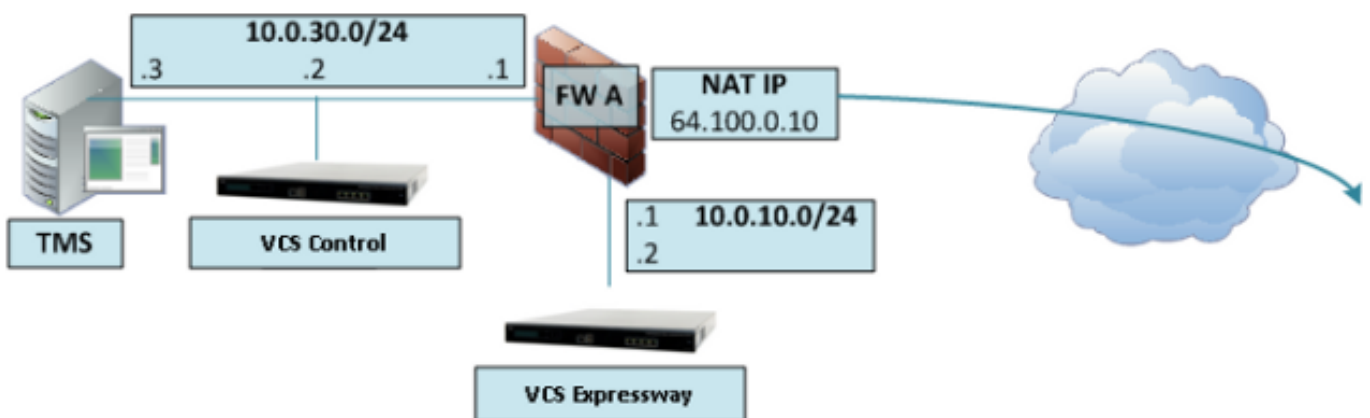 10.0.30.0/24
.3 .2 .1
FW A
NAT IP
64.100.0.10
TMS
VCS Control
.1 10.0.10.0/24
.2
VCS Expressway